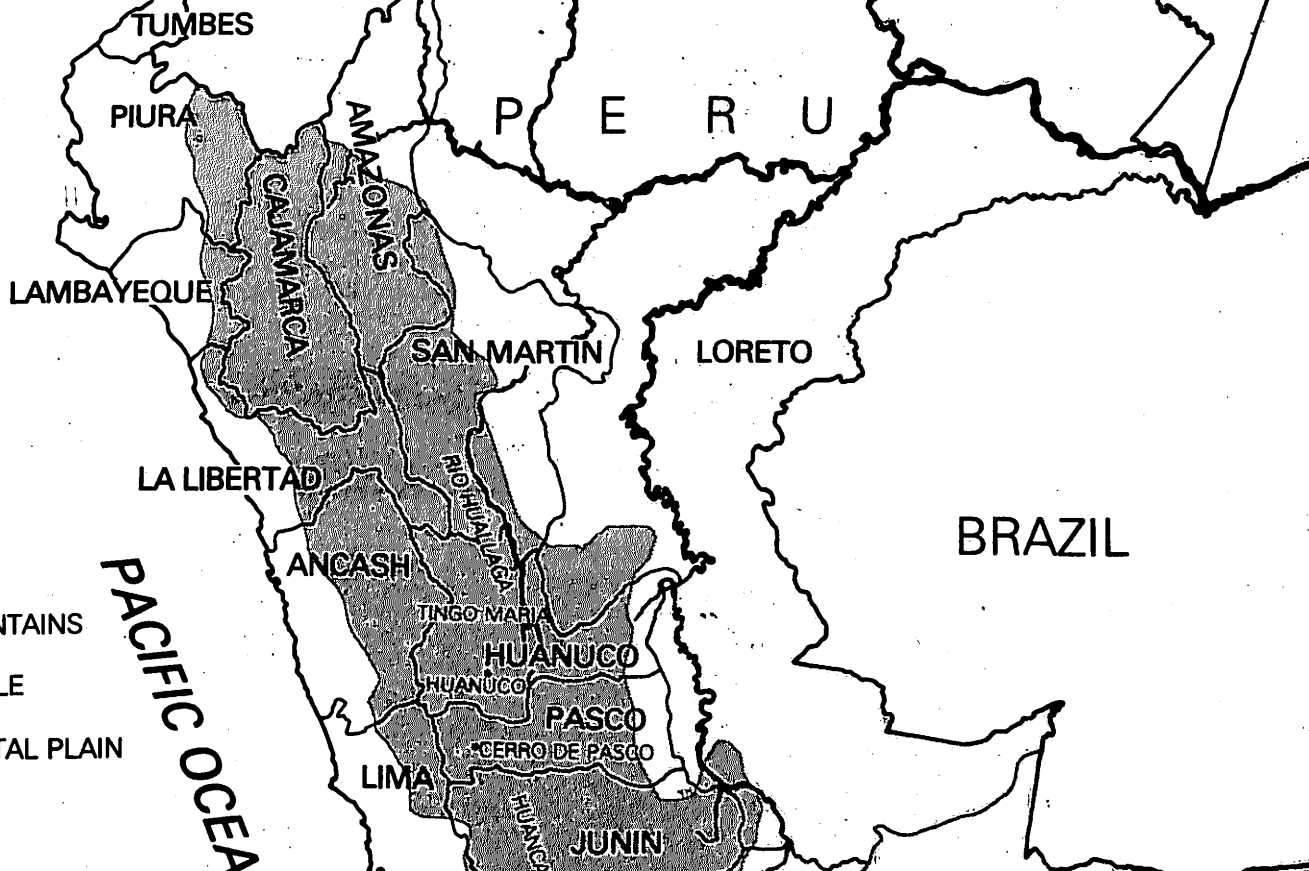 TUMBES
PIURA
AMAZONAS
P E R U
CAJAMARCA
LAMBAYEQUE
SAN MARTIN
LORETO
LA LIBERTAD
RIO HUALLAGA
BRAZIL
ANCASH
PACIFIC OCEA
TINGO MARIA
NTAINS
HUANUCO
HUANUCO
LE
PASCO
CERRO DE PASCO
TAL PLAIN
LIMA
HUANCA
JUNIN